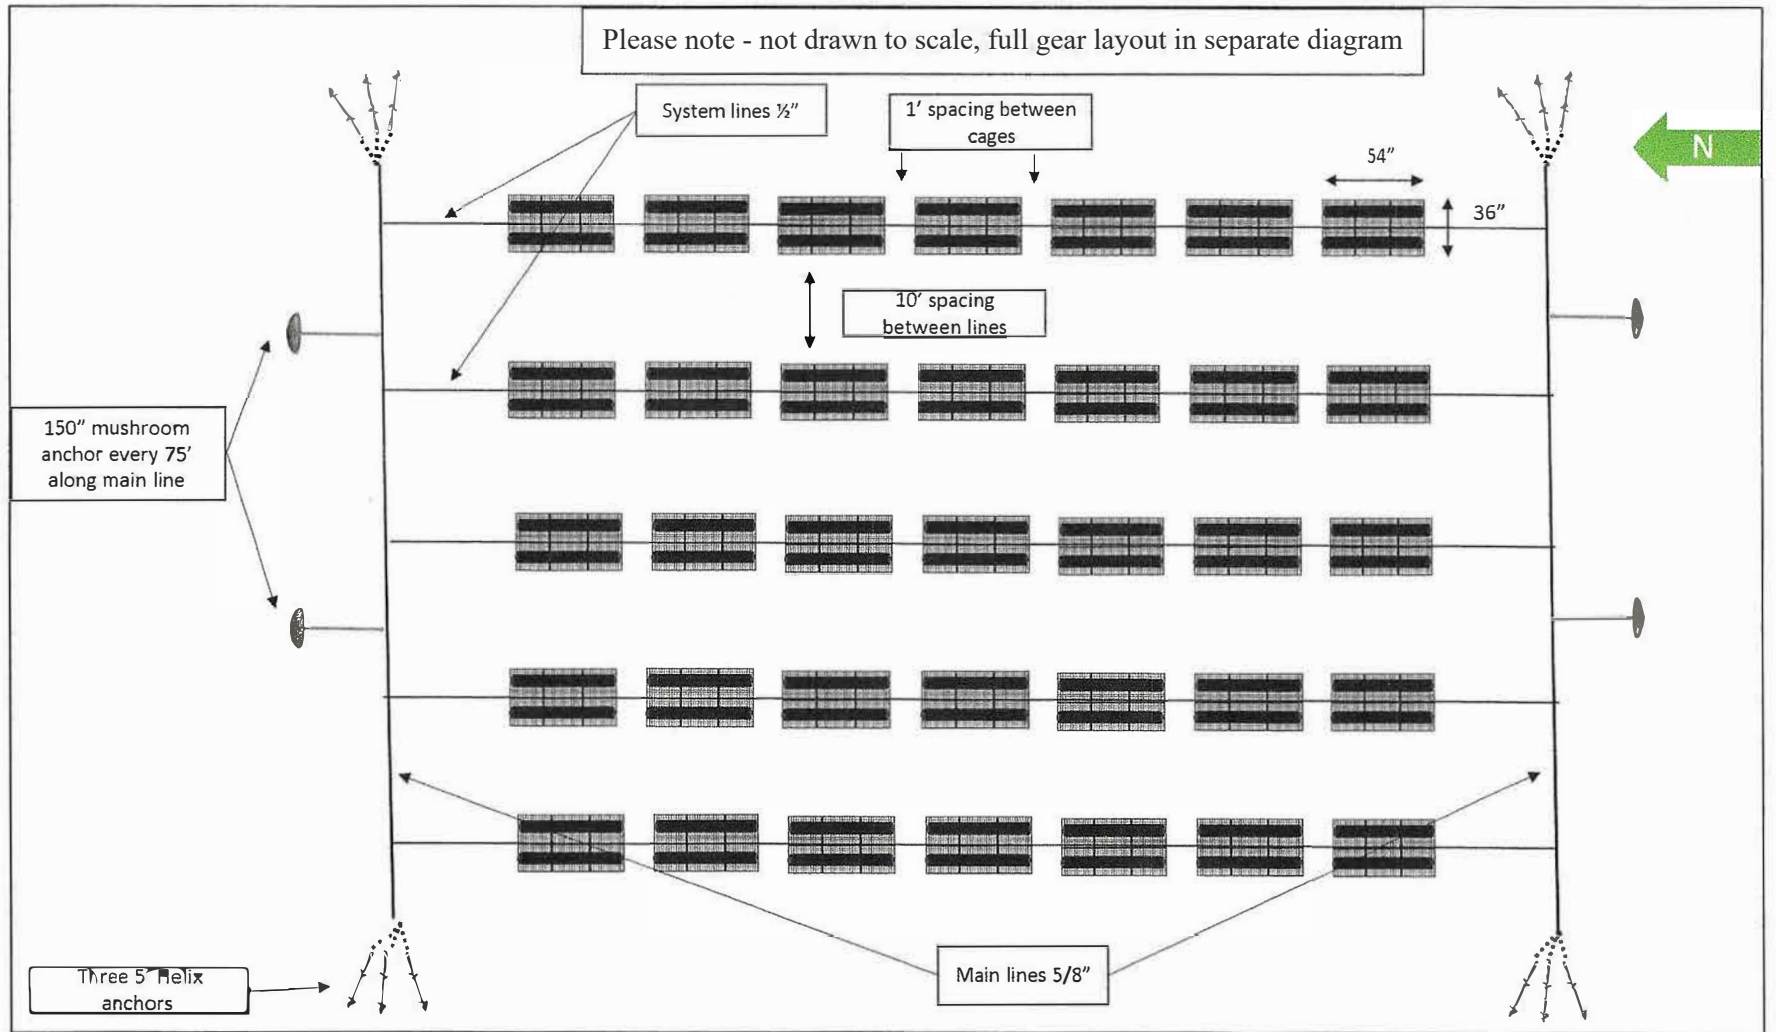 Please note - not drawn to scale, full gear layout in separate diagram
System lines ½”
1’ spacing between
cages
N
54”
36”
10’ spacing
between lines
150” mushroom
anchor every 75’
along main line
Three 5’ Helix
anchors
Main lines 5/8”